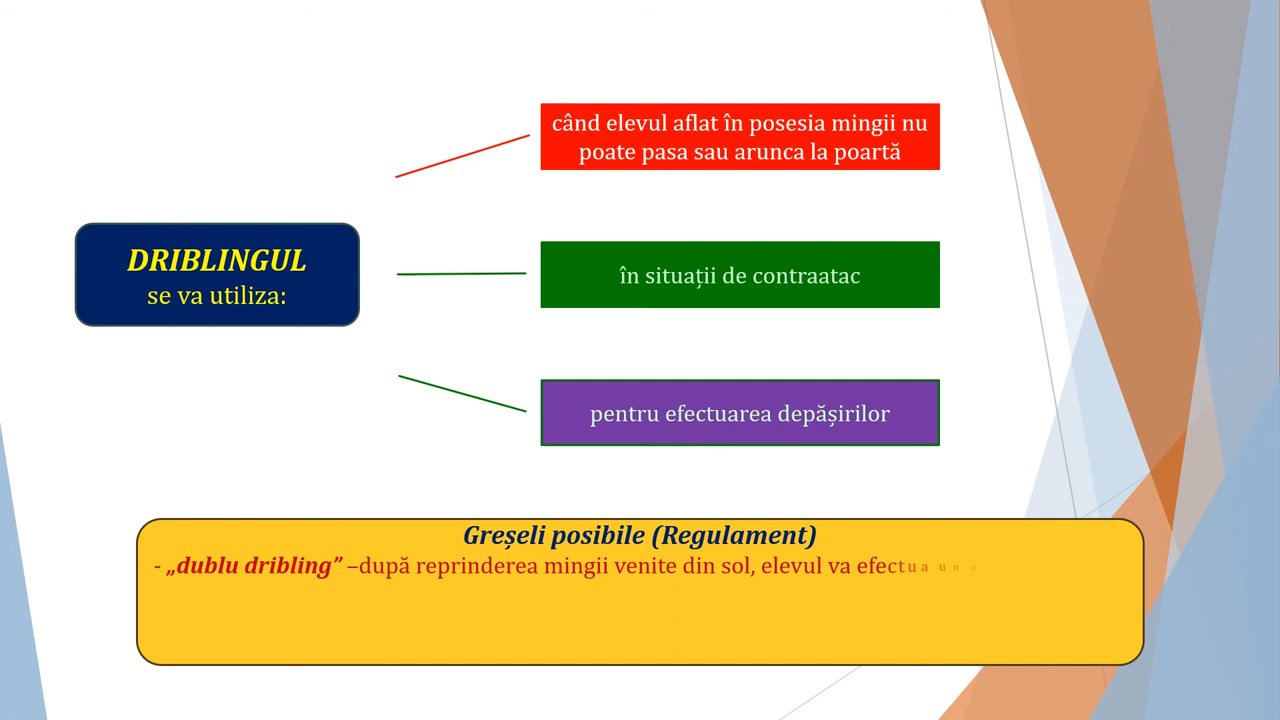 DRIBLINGUL
se va utiliza:
când elevul aflat în posesia mingii nu
poate pasa sau arunca la poartă
în situații de contraatac
pentru efectuarea depășirilor
Greșeli posibile (Regulament)
- „dublu dribling” –după reprinderea mingii venite din sol, elevul va efectua un